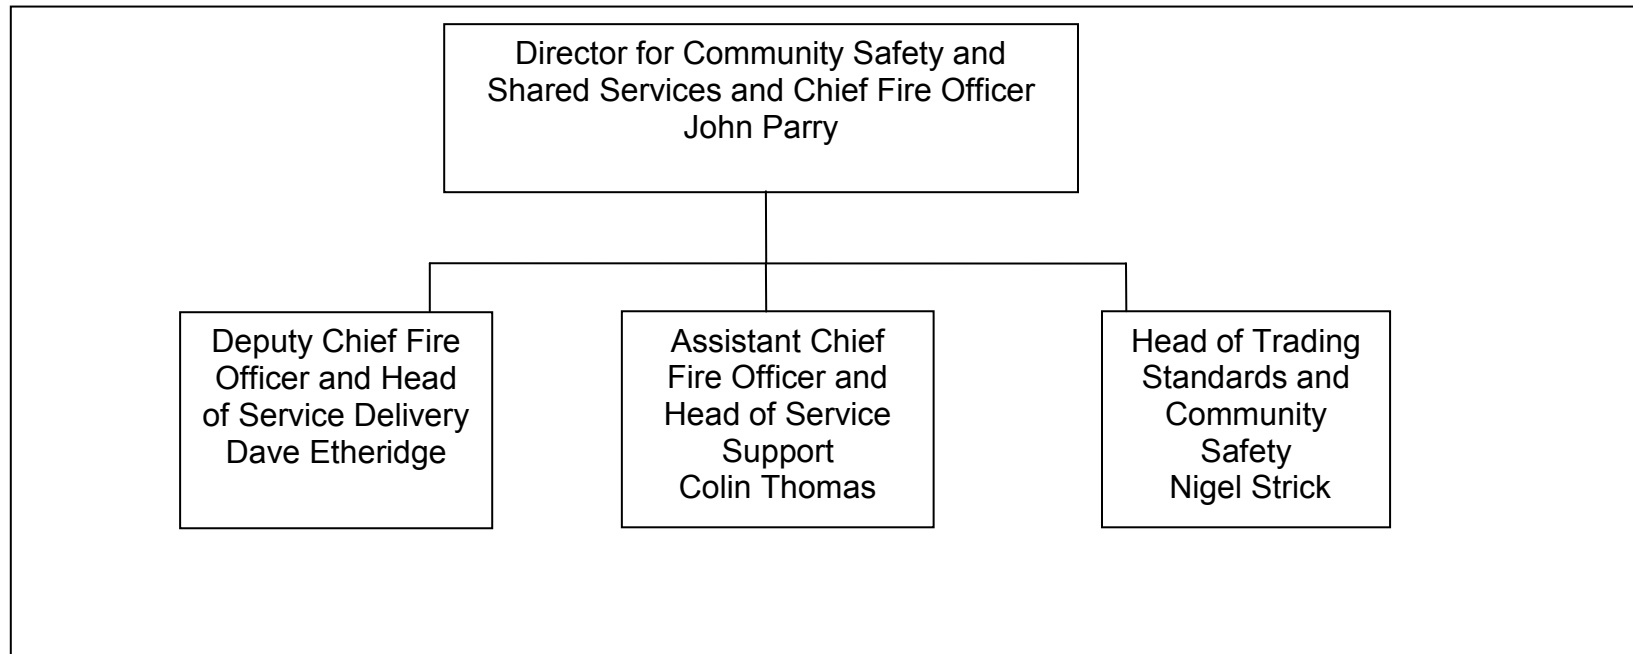 Director for Community Safety and
Shared Services and Chief Fire Officer
John Parry
Deputy Chief Fire
Officer and Head
of Service Delivery
Dave Etheridge
Assistant Chief
Fire Officer and
Head of Service
Support
Colin Thomas
Head of Trading
Standards and
Community
Safety
Nigel Strick